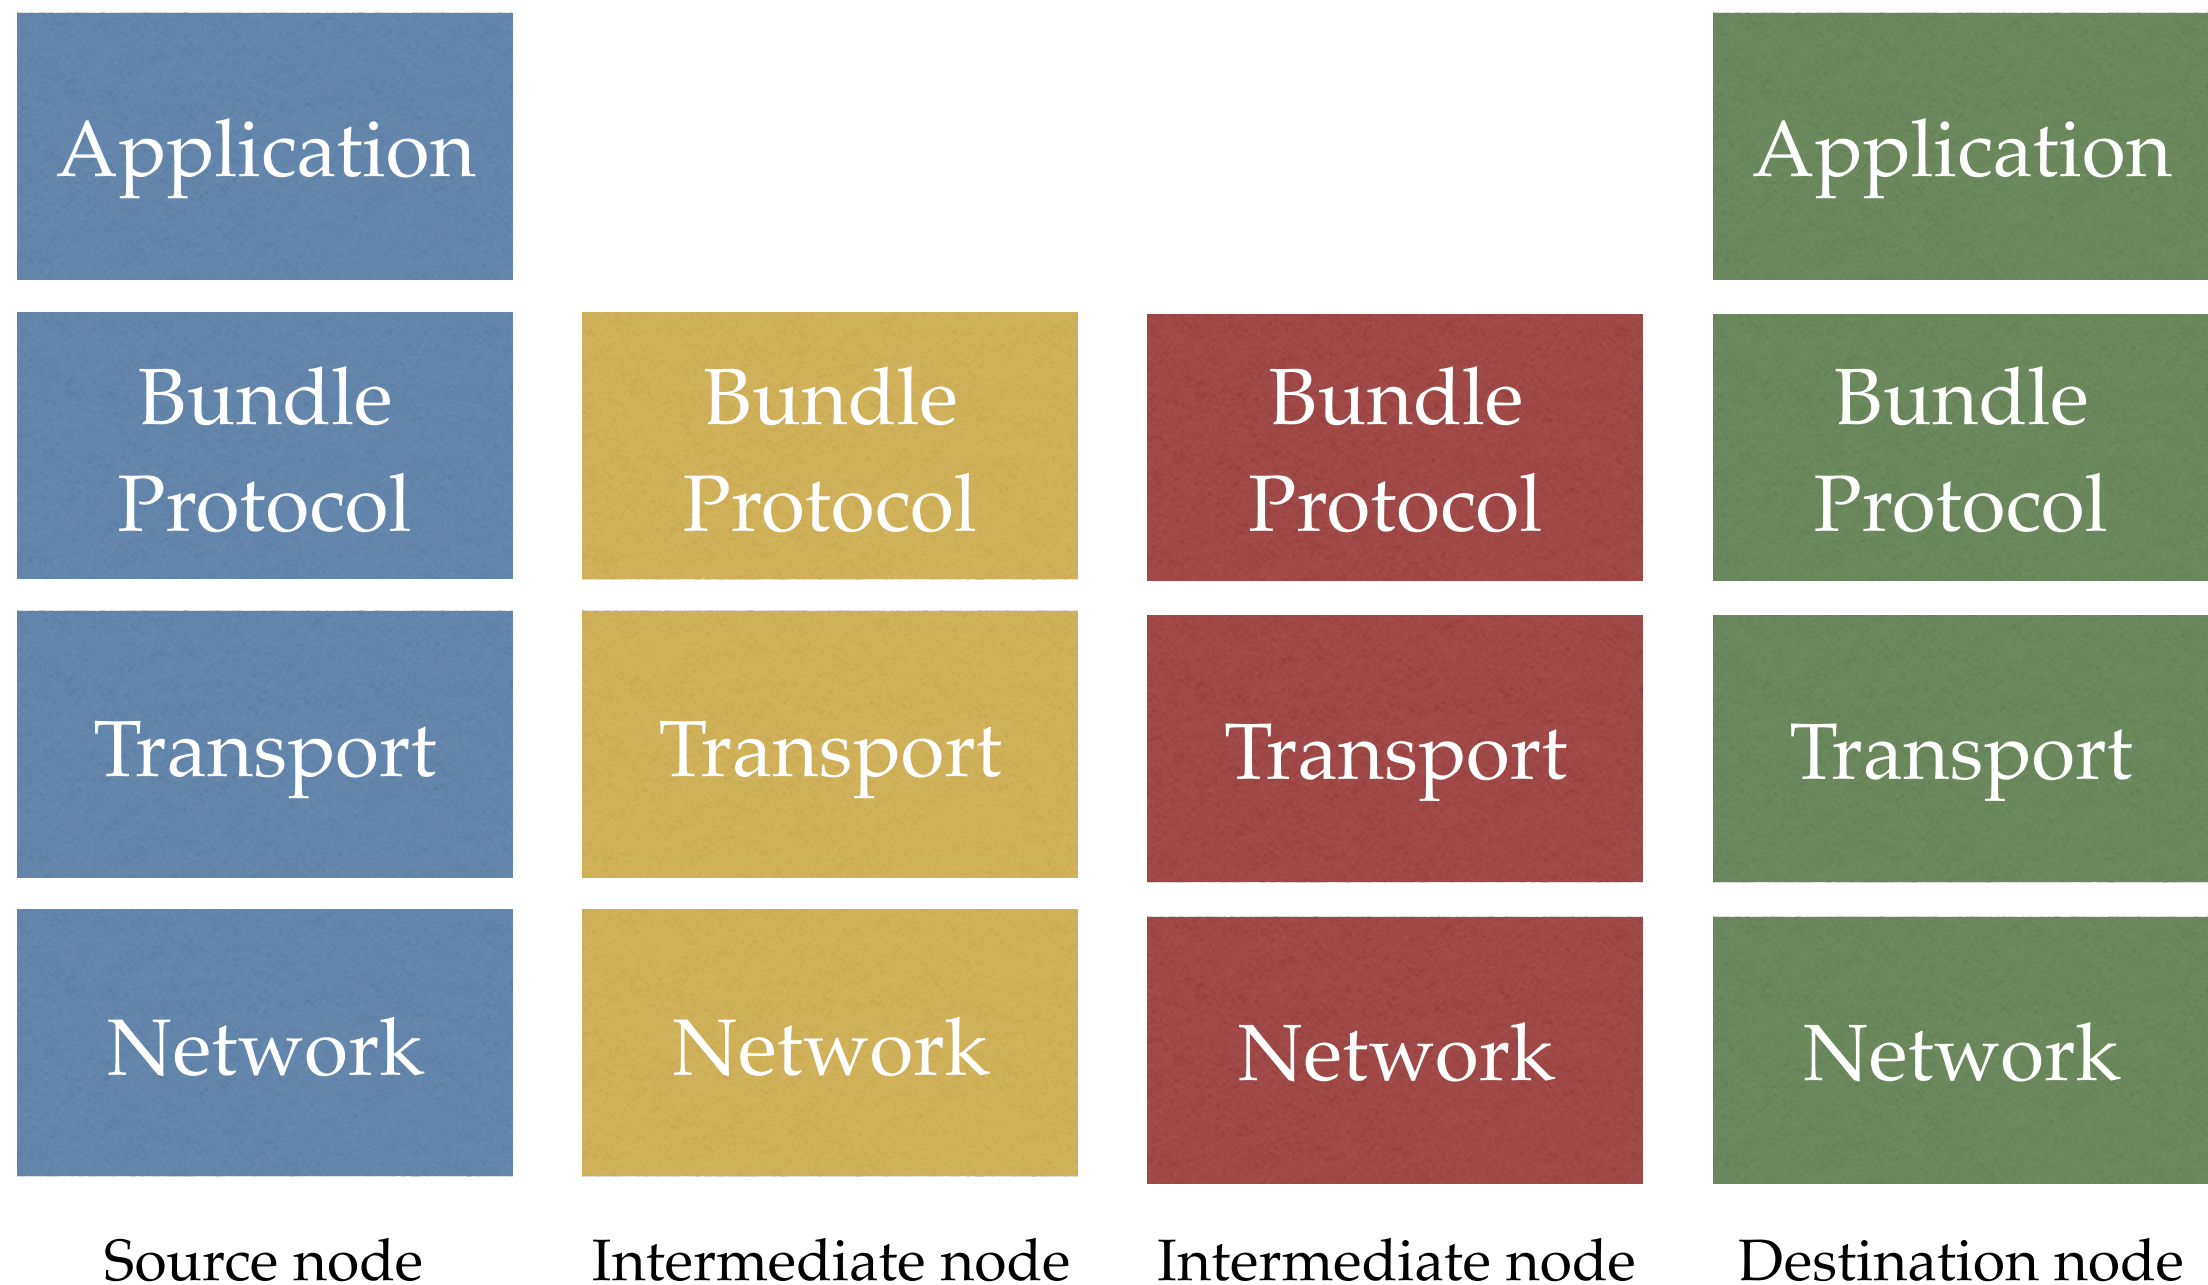 Application
Application
Bundle
Protocol
Bundle
Protocol
Bundle
Protocol
Bundle
Protocol
Transport
Transport
Transport
Transport
Network
Network
Network
Network
Source node
Intermediate node
Intermediate node
Destination node